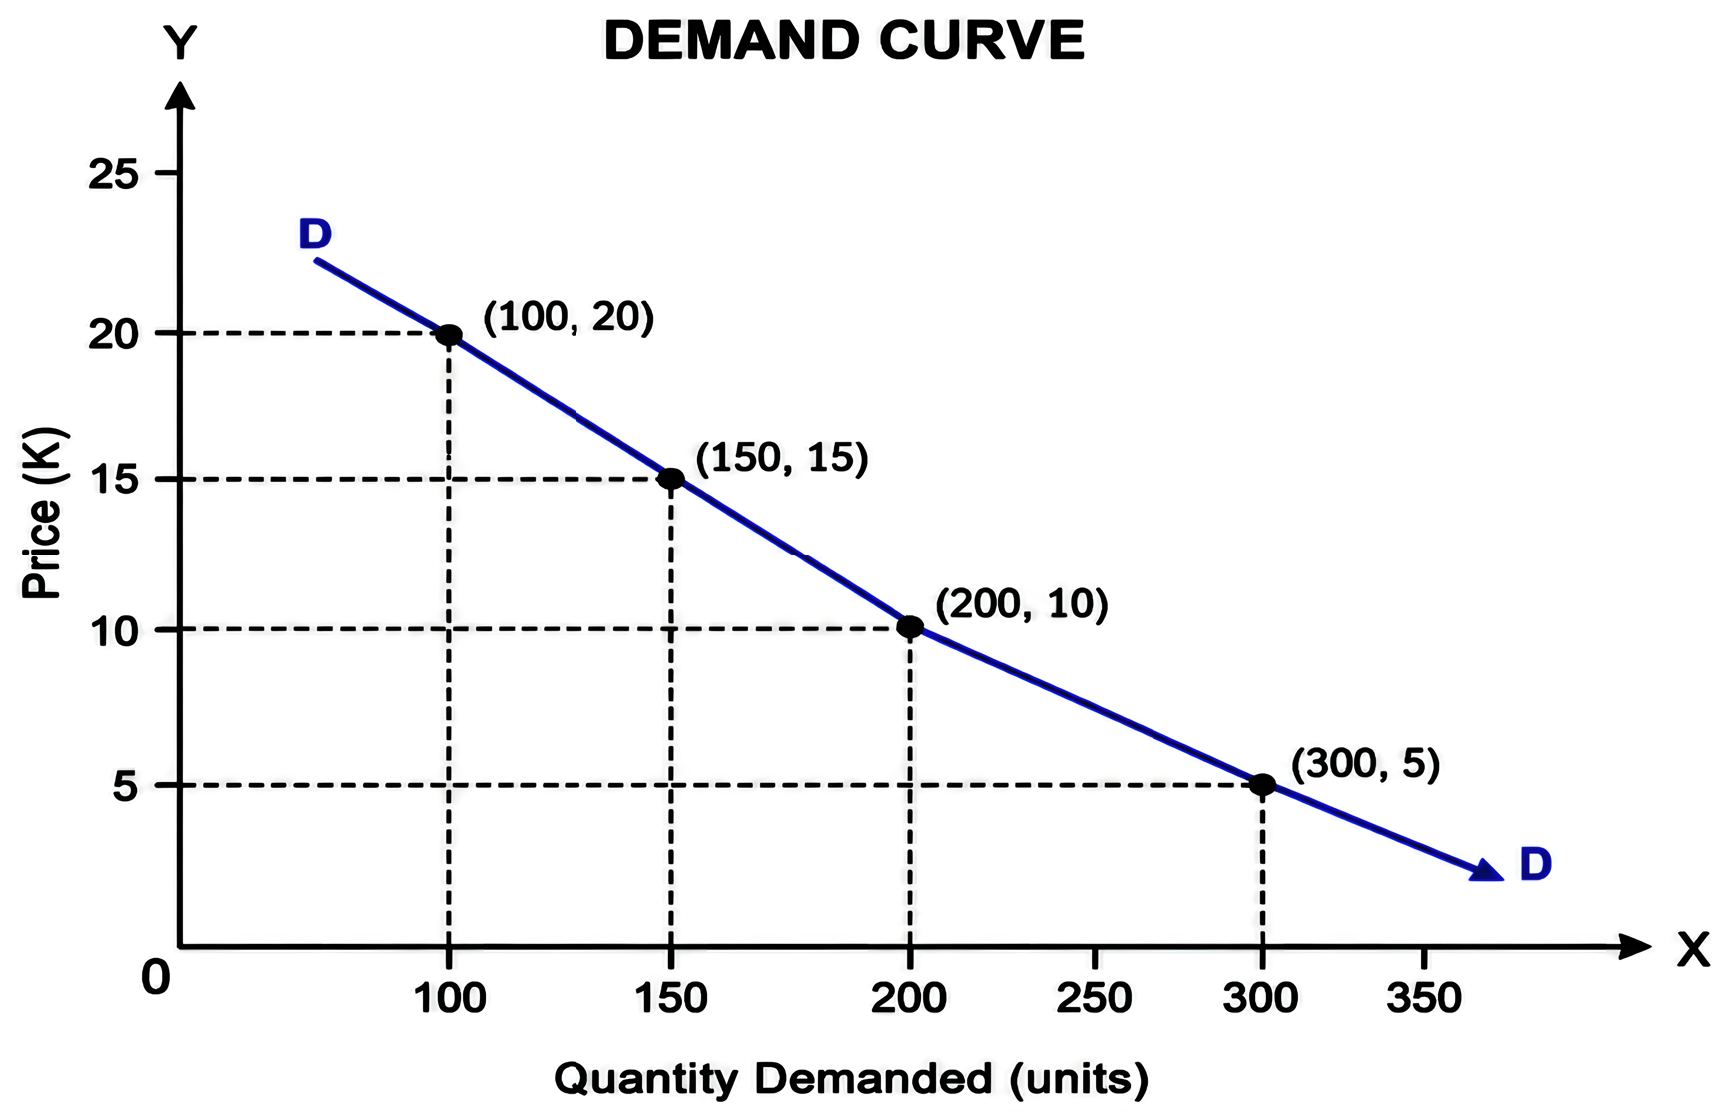 DEMAND CURVE
Y
25
D
20
(100, 20)
15
(150, 15)
Price (K)
10
(200, 10)
5
(300, 5)
D
0
X
100 150 200 250 300 350
Quantity Demanded (units)